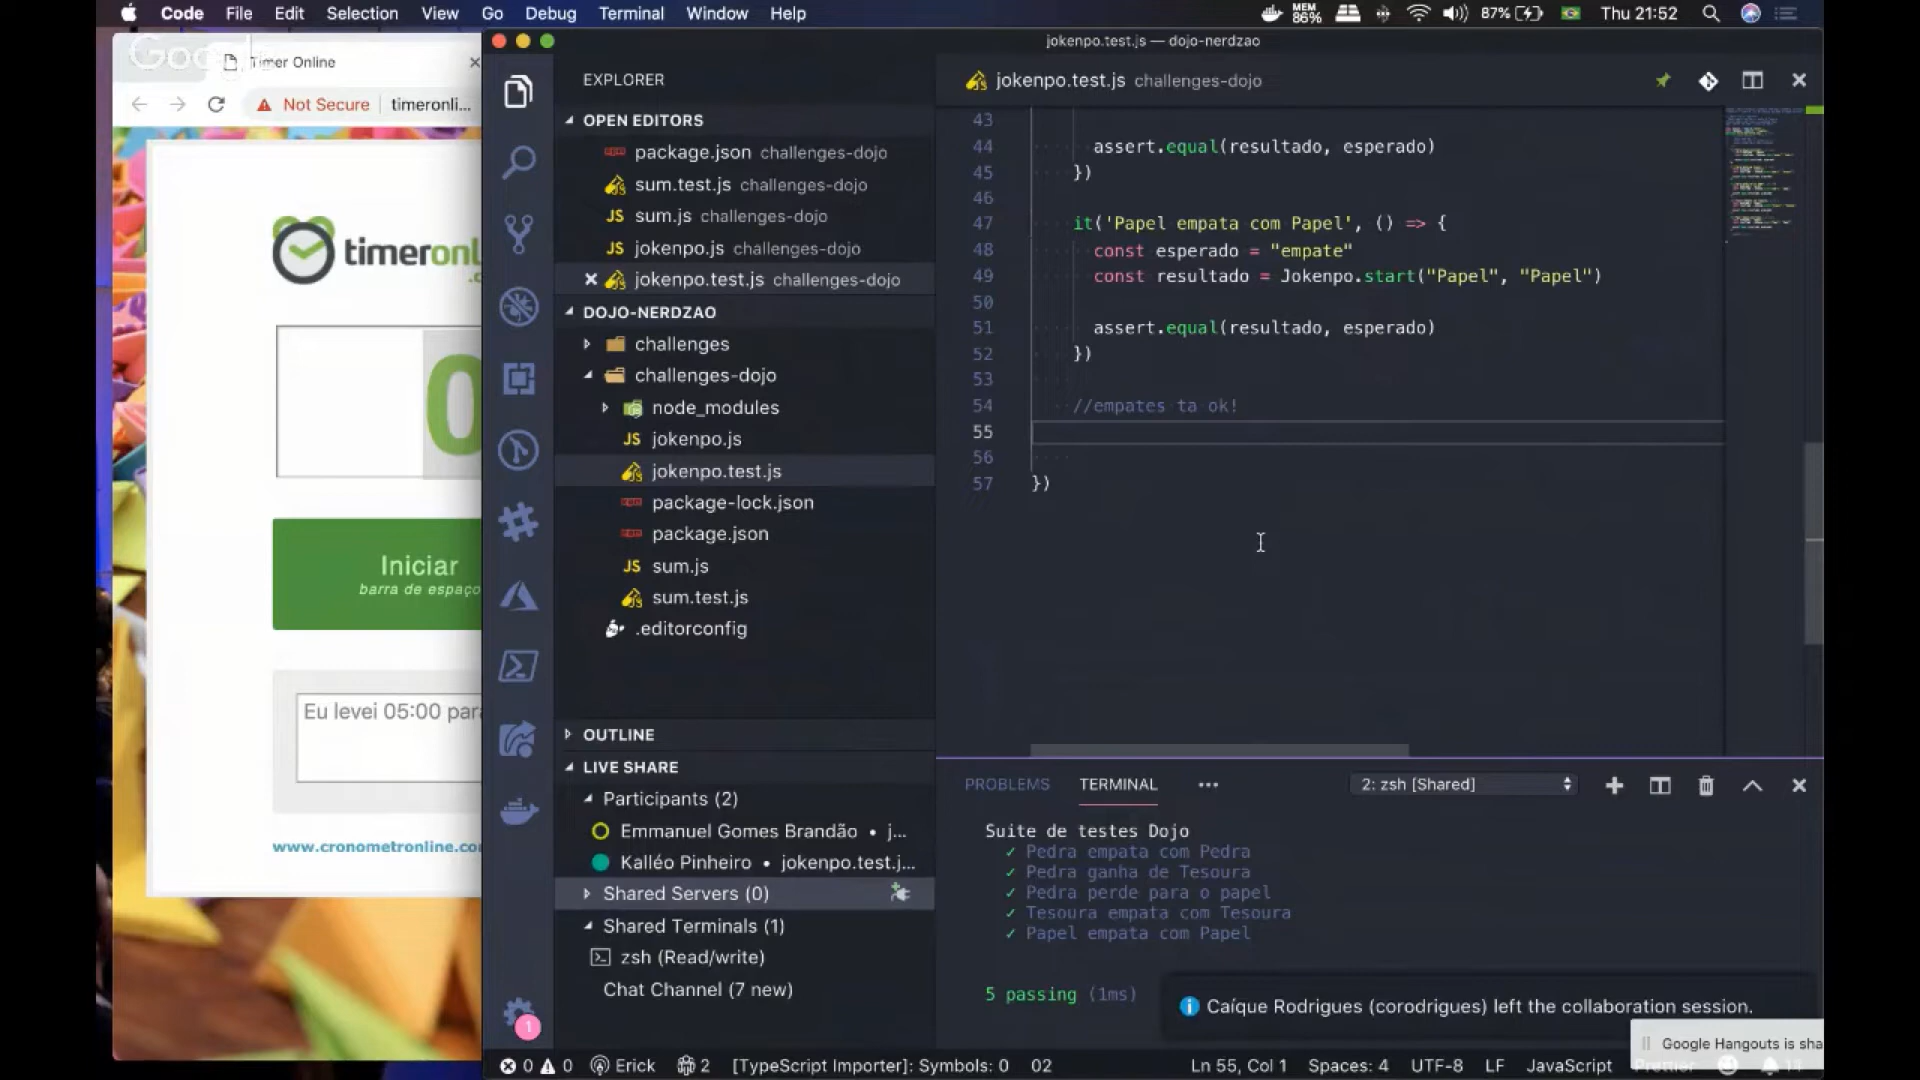 Code File Edit Selection View Go Debug Terminal Window Help
MEM 86% 87% Thu 21:52
Google
Timer Online
Not Secure timeronli...
timeronl
.c
0
Iniciar
barra de espaço
Eu levei 05:00 para
www.cronometronline.co
jokenpo.test.js — dojo-nerdzao
EXPLORER
OPEN EDITORS
package.json challenges-dojo
sum.test.js challenges-dojo
sum.js challenges-dojo
jokenpo.js challenges-dojo
jokenpo.test.js challenges-dojo
DOJO-NERDZAO
challenges
challenges-dojo
node_modules
jokenpo.js
jokenpo.test.js
package-lock.json
package.json
sum.js
sum.test.js
.editorconfig
OUTLINE
LIVE SHARE
Participants (2)
Emmanuel Gomes Brandão • j...
Kalléo Pinheiro • jokenpo.test.j...
Shared Servers (0)
Shared Terminals (1)
zsh (Read/write)
Chat Channel (7 new)
1
jokenpo.test.js challenges-dojo
43
44 assert.equal(resultado, esperado)
45 })
46
47 it('Papel empata com Papel', () => {
48 const esperado = "empate"
49 const resultado = Jokenpo.start("Papel", "Papel")
50
51 assert.equal(resultado, esperado)
52 })
53
54 //empates ta ok!
55
56
57 })
PROBLEMS TERMINAL ••• 2: zsh [Shared]
Suite de testes Dojo
✓ Pedra empata com Pedra
✓ Pedra ganha de Tesoura
✓ Pedra perde para o papel
✓ Tesoura empata com Tesoura
✓ Papel empata com Papel
5 passing (1ms)
Caíque Rodrigues (corodrigues) left the collaboration session.
Google Hangouts is sha
0 0 Erick 2 [TypeScript Importer]: Symbols: 0 02 Ln 55, Col 1 Spaces: 4 UTF-8 LF JavaScript Prettier